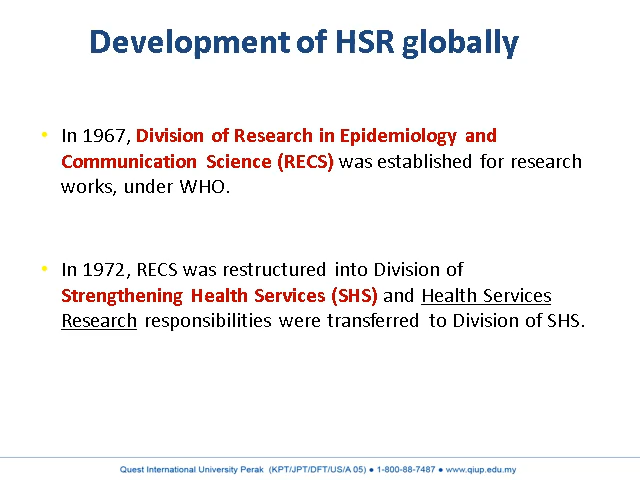 Development of HSR globally
• In 1967, Division of Research in Epidemiology and
Communication Science (RECS) was established for research
works, under WHO.
• In 1972, RECS was restructured into Division of
Strengthening Health Services (SHS) and Health Services
Research responsibilities were transferred to Division of SHS.
Quest International University Perak (KPT/JPT/DFT/US/A 05) ● 1-800-88-7487 ● www.qiup.edu.my